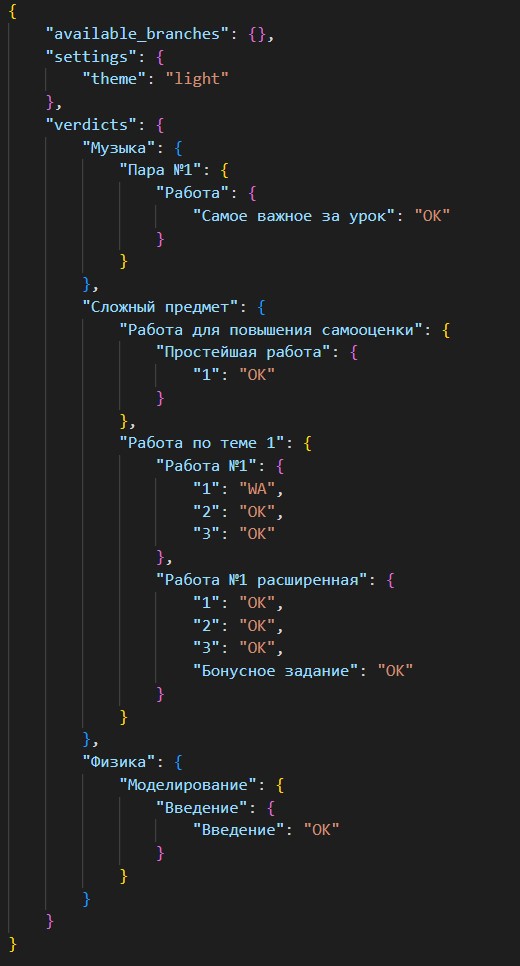 {
    "available_branches": {},
    "settings": {
        "theme": "light"
    },
    "verdicts": {
        "Музыка": {
            "Пара №1": {
                "Работа": {
                    "Самое важное за урок": "OK"
                }
            }
        },
        "Сложный предмет": {
            "Работа для повышения самооценки": {
                "Простейшая работа": {
                    "1": "OK"
                }
            },
            "Работа по теме 1": {
                "Работа №1": {
                    "1": "WA",
                    "2": "OK",
                    "3": "OK"
                },
                "Работа №1 расширенная": {
                    "1": "OK",
                    "2": "OK",
                    "3": "OK",
                    "Бонусное задание": "OK"
                }
            }
        },
        "Физика": {
            "Моделирование": {
                "Введение": {
                    "Введение": "OK"
                }
            }
        }
    }
}